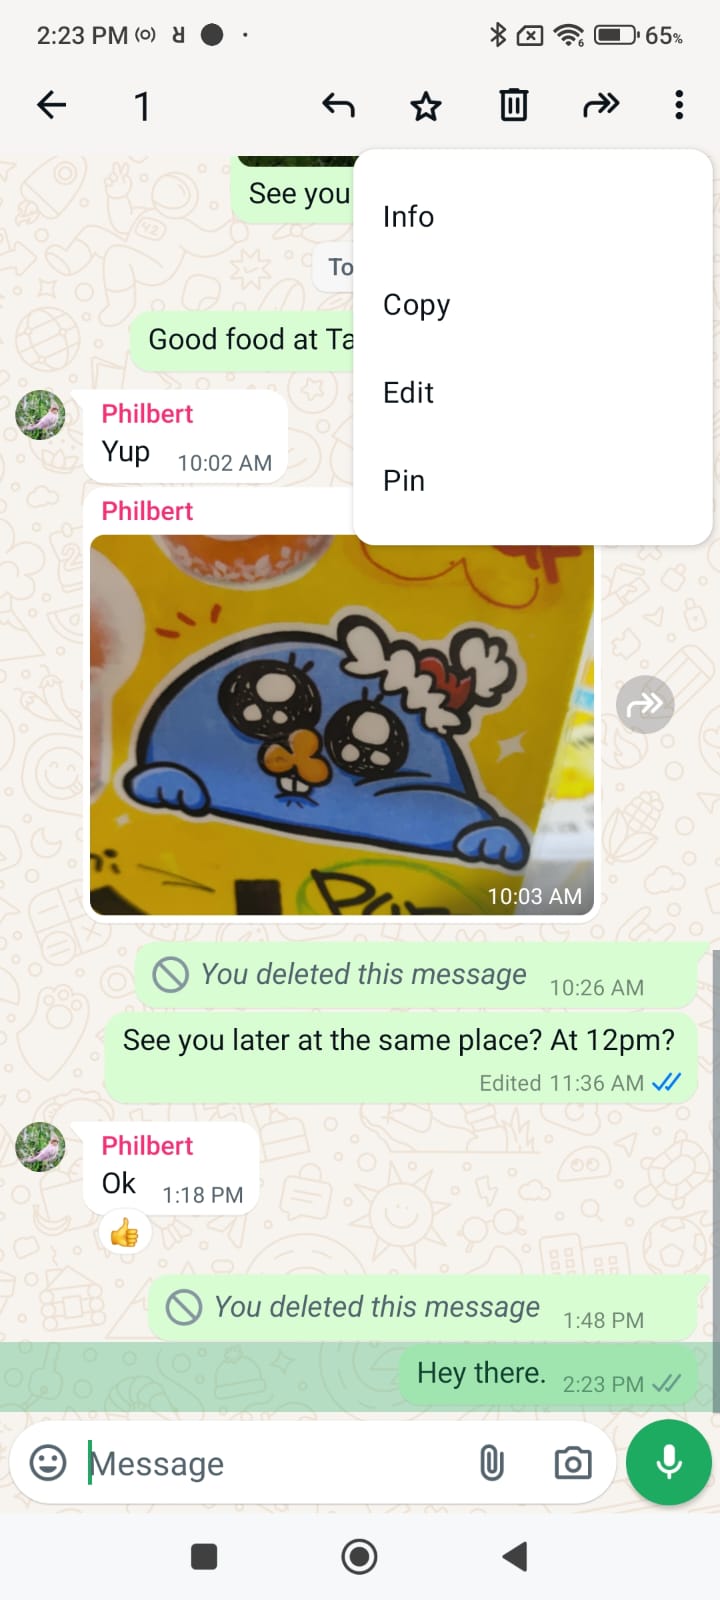 2:23 PM
65%
1
See you
Info
To
Copy
Good food at Ta
Edit
Philbert
Yup 10:02 AM
Pin
Philbert
10:03 AM
You deleted this message 10:26 AM
See you later at the same place? At 12pm?
Edited 11:36 AM
Philbert
Ok 1:18 PM
You deleted this message 1:48 PM
Hey there. 2:23 PM
Message